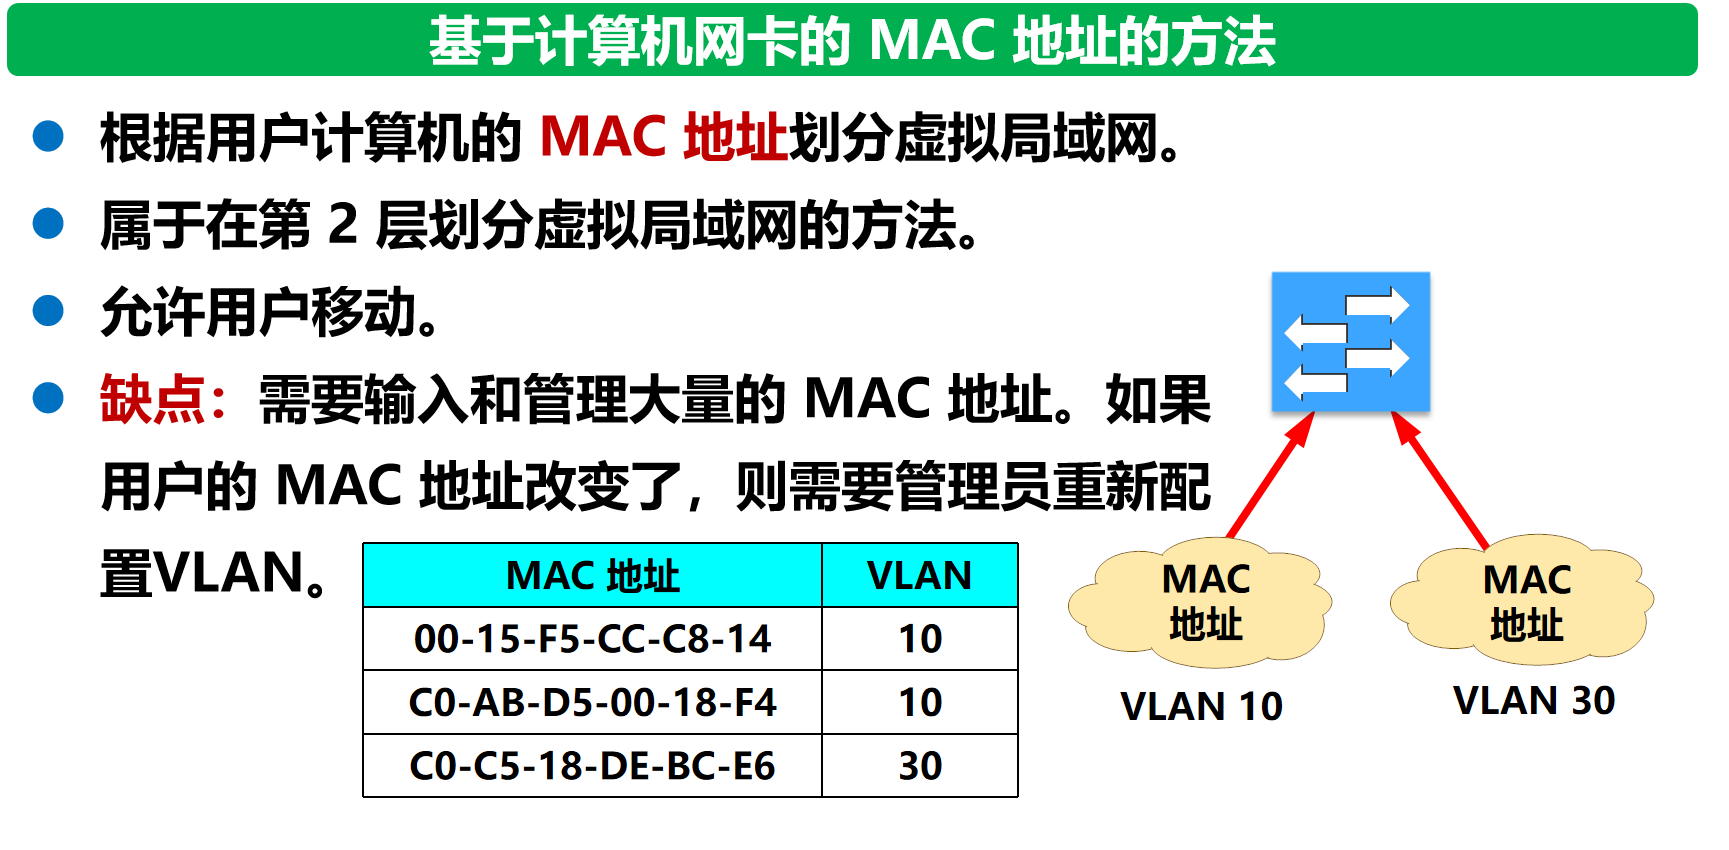 基于计算机网卡的 MAC 地址的方法
根据用户计算机的 MAC 地址划分虚拟局域网。
属于在第 2 层划分虚拟局域网的方法。
允许用户移动。
缺点：需要输入和管理大量的 MAC 地址。如果
用户的 MAC 地址改变了，则需要管理员重新配
置VLAN。
MAC 地址 VLAN
00-15-F5-CC-C8-14 10
C0-AB-D5-00-18-F4 10
C0-C5-18-DE-BC-E6 30
MAC
地址
VLAN 10
MAC
地址
VLAN 30